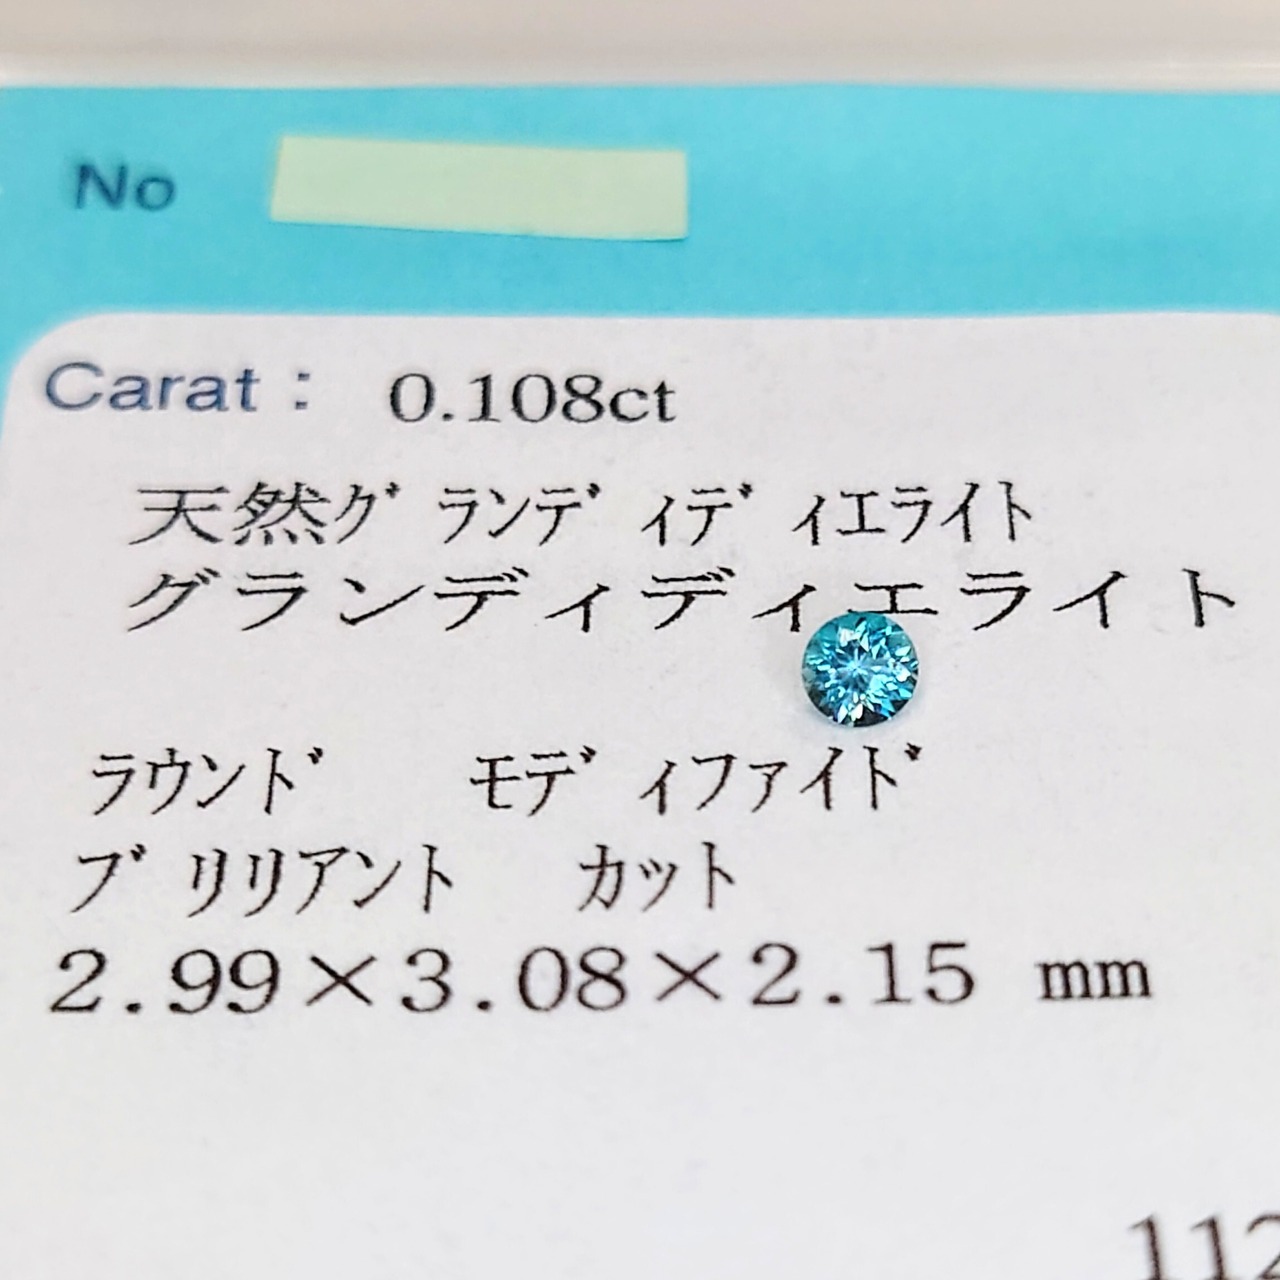 No
Carat : 0.108ct
天然ｸﾞﾗﾝﾃﾞｨﾃﾞｨｴﾗｲﾄ
グランディディエライト
ﾗｳﾝﾄﾞ ﾓﾃﾞｨﾌｧｲﾄﾞ
ﾌﾞﾘﾘｱﾝﾄ ｶｯﾄ
2.99×3.08×2.15 mm
112